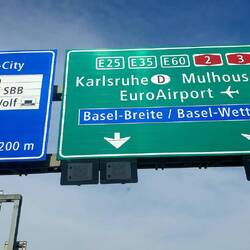 -City
SBB
Wolf
200 m
E25 E35 E60 2 3
Karlsruhe D Mulhous
EuroAirport
Basel-Breite / Basel-Wett